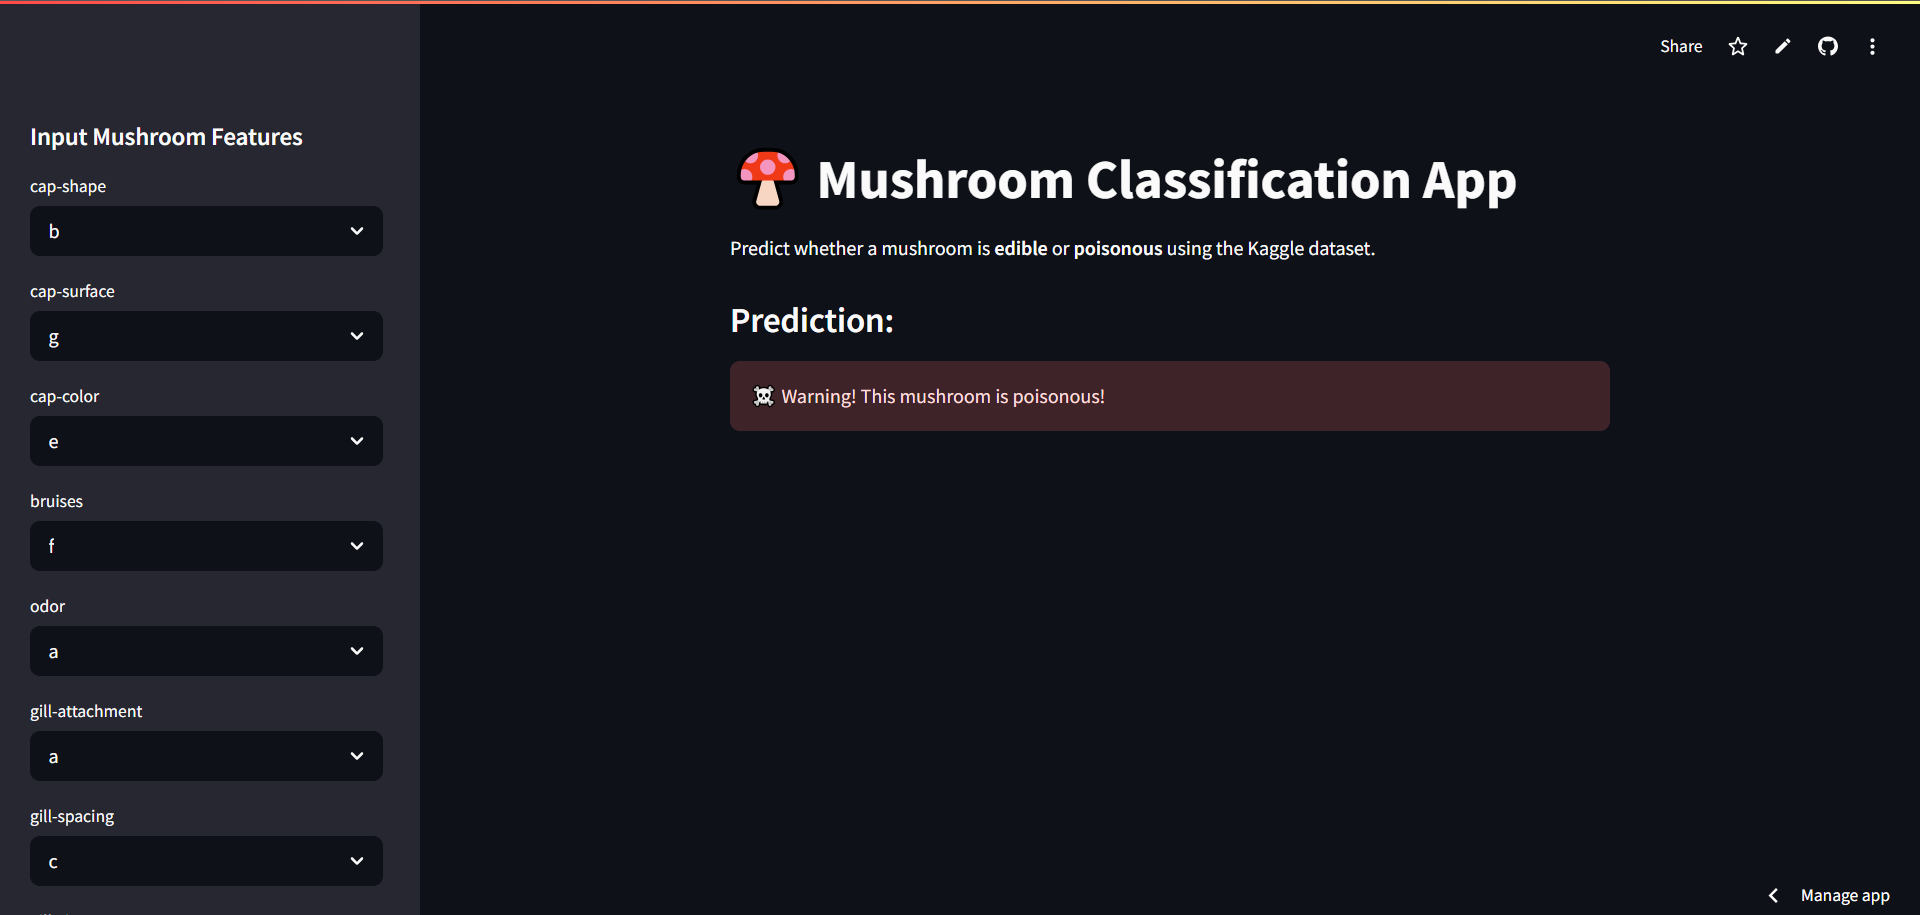 Share
Input Mushroom Features
cap-shape
b
cap-surface
g
cap-color
e
bruises
f
odor
a
gill-attachment
a
gill-spacing
c
Mushroom Classification App
Predict whether a mushroom is edible or poisonous using the Kaggle dataset.
Prediction:
Warning! This mushroom is poisonous!
Manage app